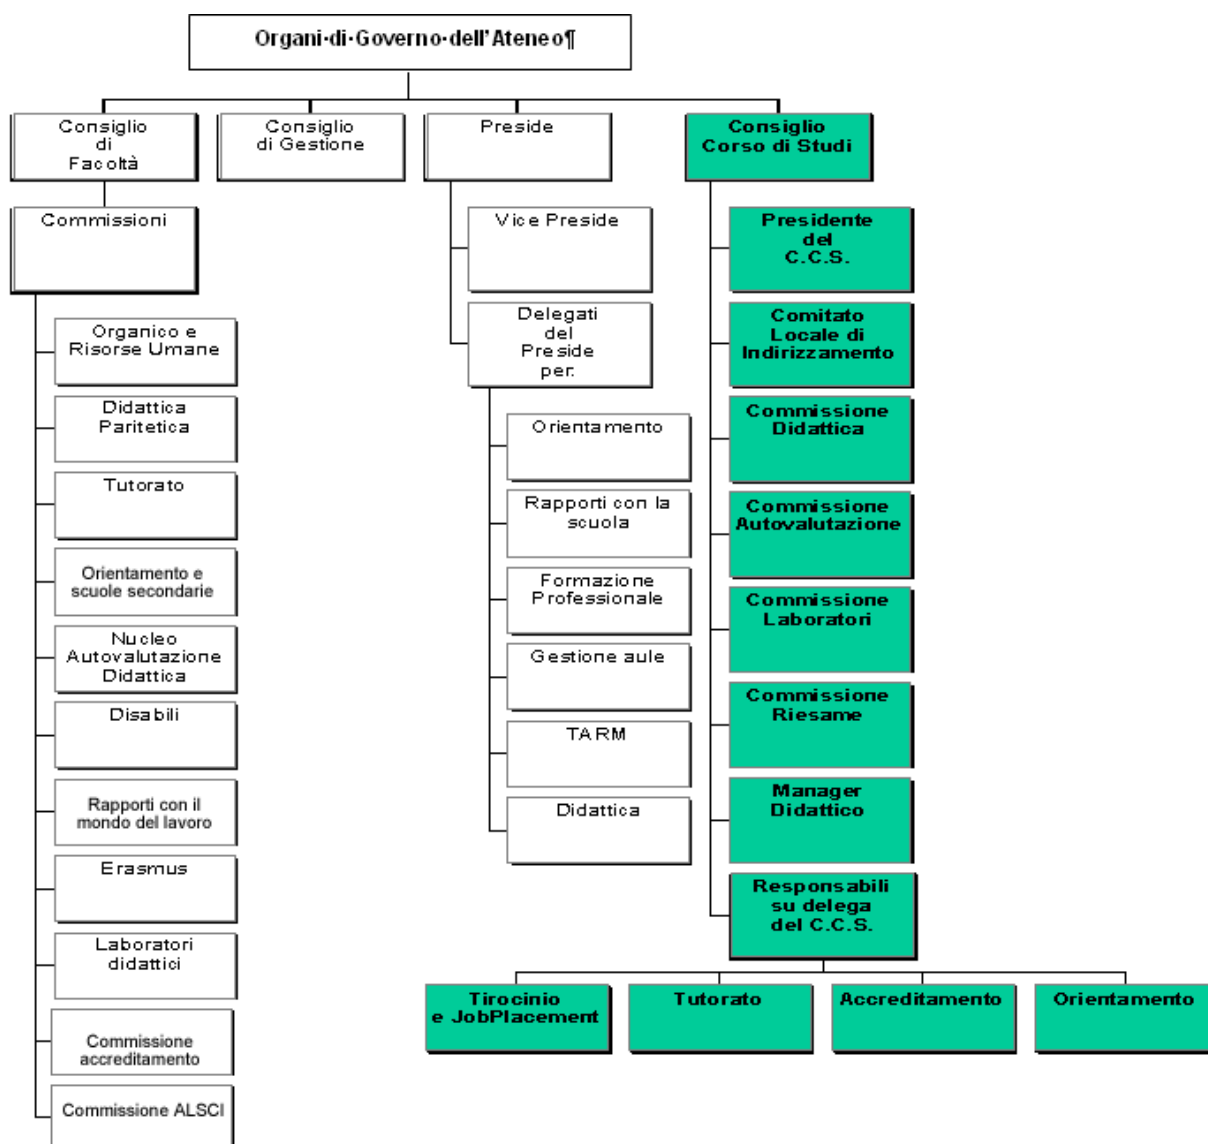 Organi·di·Governo·dell'Ateneo¶
Consiglio
di
Facoltà
Consiglio
di Gestione
Preside
Consiglio
Corso di Studi
Commissioni
Organico e
Risorse Umane
Didattica
Paritetica
Tutorato
Orientamento e
scuole secondarie
Nucleo
Autovalutazione
Didattica
Disabili
Rapporti con il
mondo del lavoro
Erasmus
Laboratori
didattici
Commissione
accreditamento
Commissione ALSCI
Vice Preside
Delegati
del
Preside
per:
Orientamento
Rapporti con la
scuola
Formazione
Professionale
Gestione aule
TARM
Didattica
Presidente
del
C.C.S.
Comitato
Locale di
Indirizzamento
Commissione
Didattica
Commissione
Autovalutazione
Commissione
Laboratori
Commissione
Riesame
Manager
Didattico
Responsabili
su delega
del C.C.S.
Tirocinio
e JobPlacement
Tutorato
Accreditamento
Orientamento